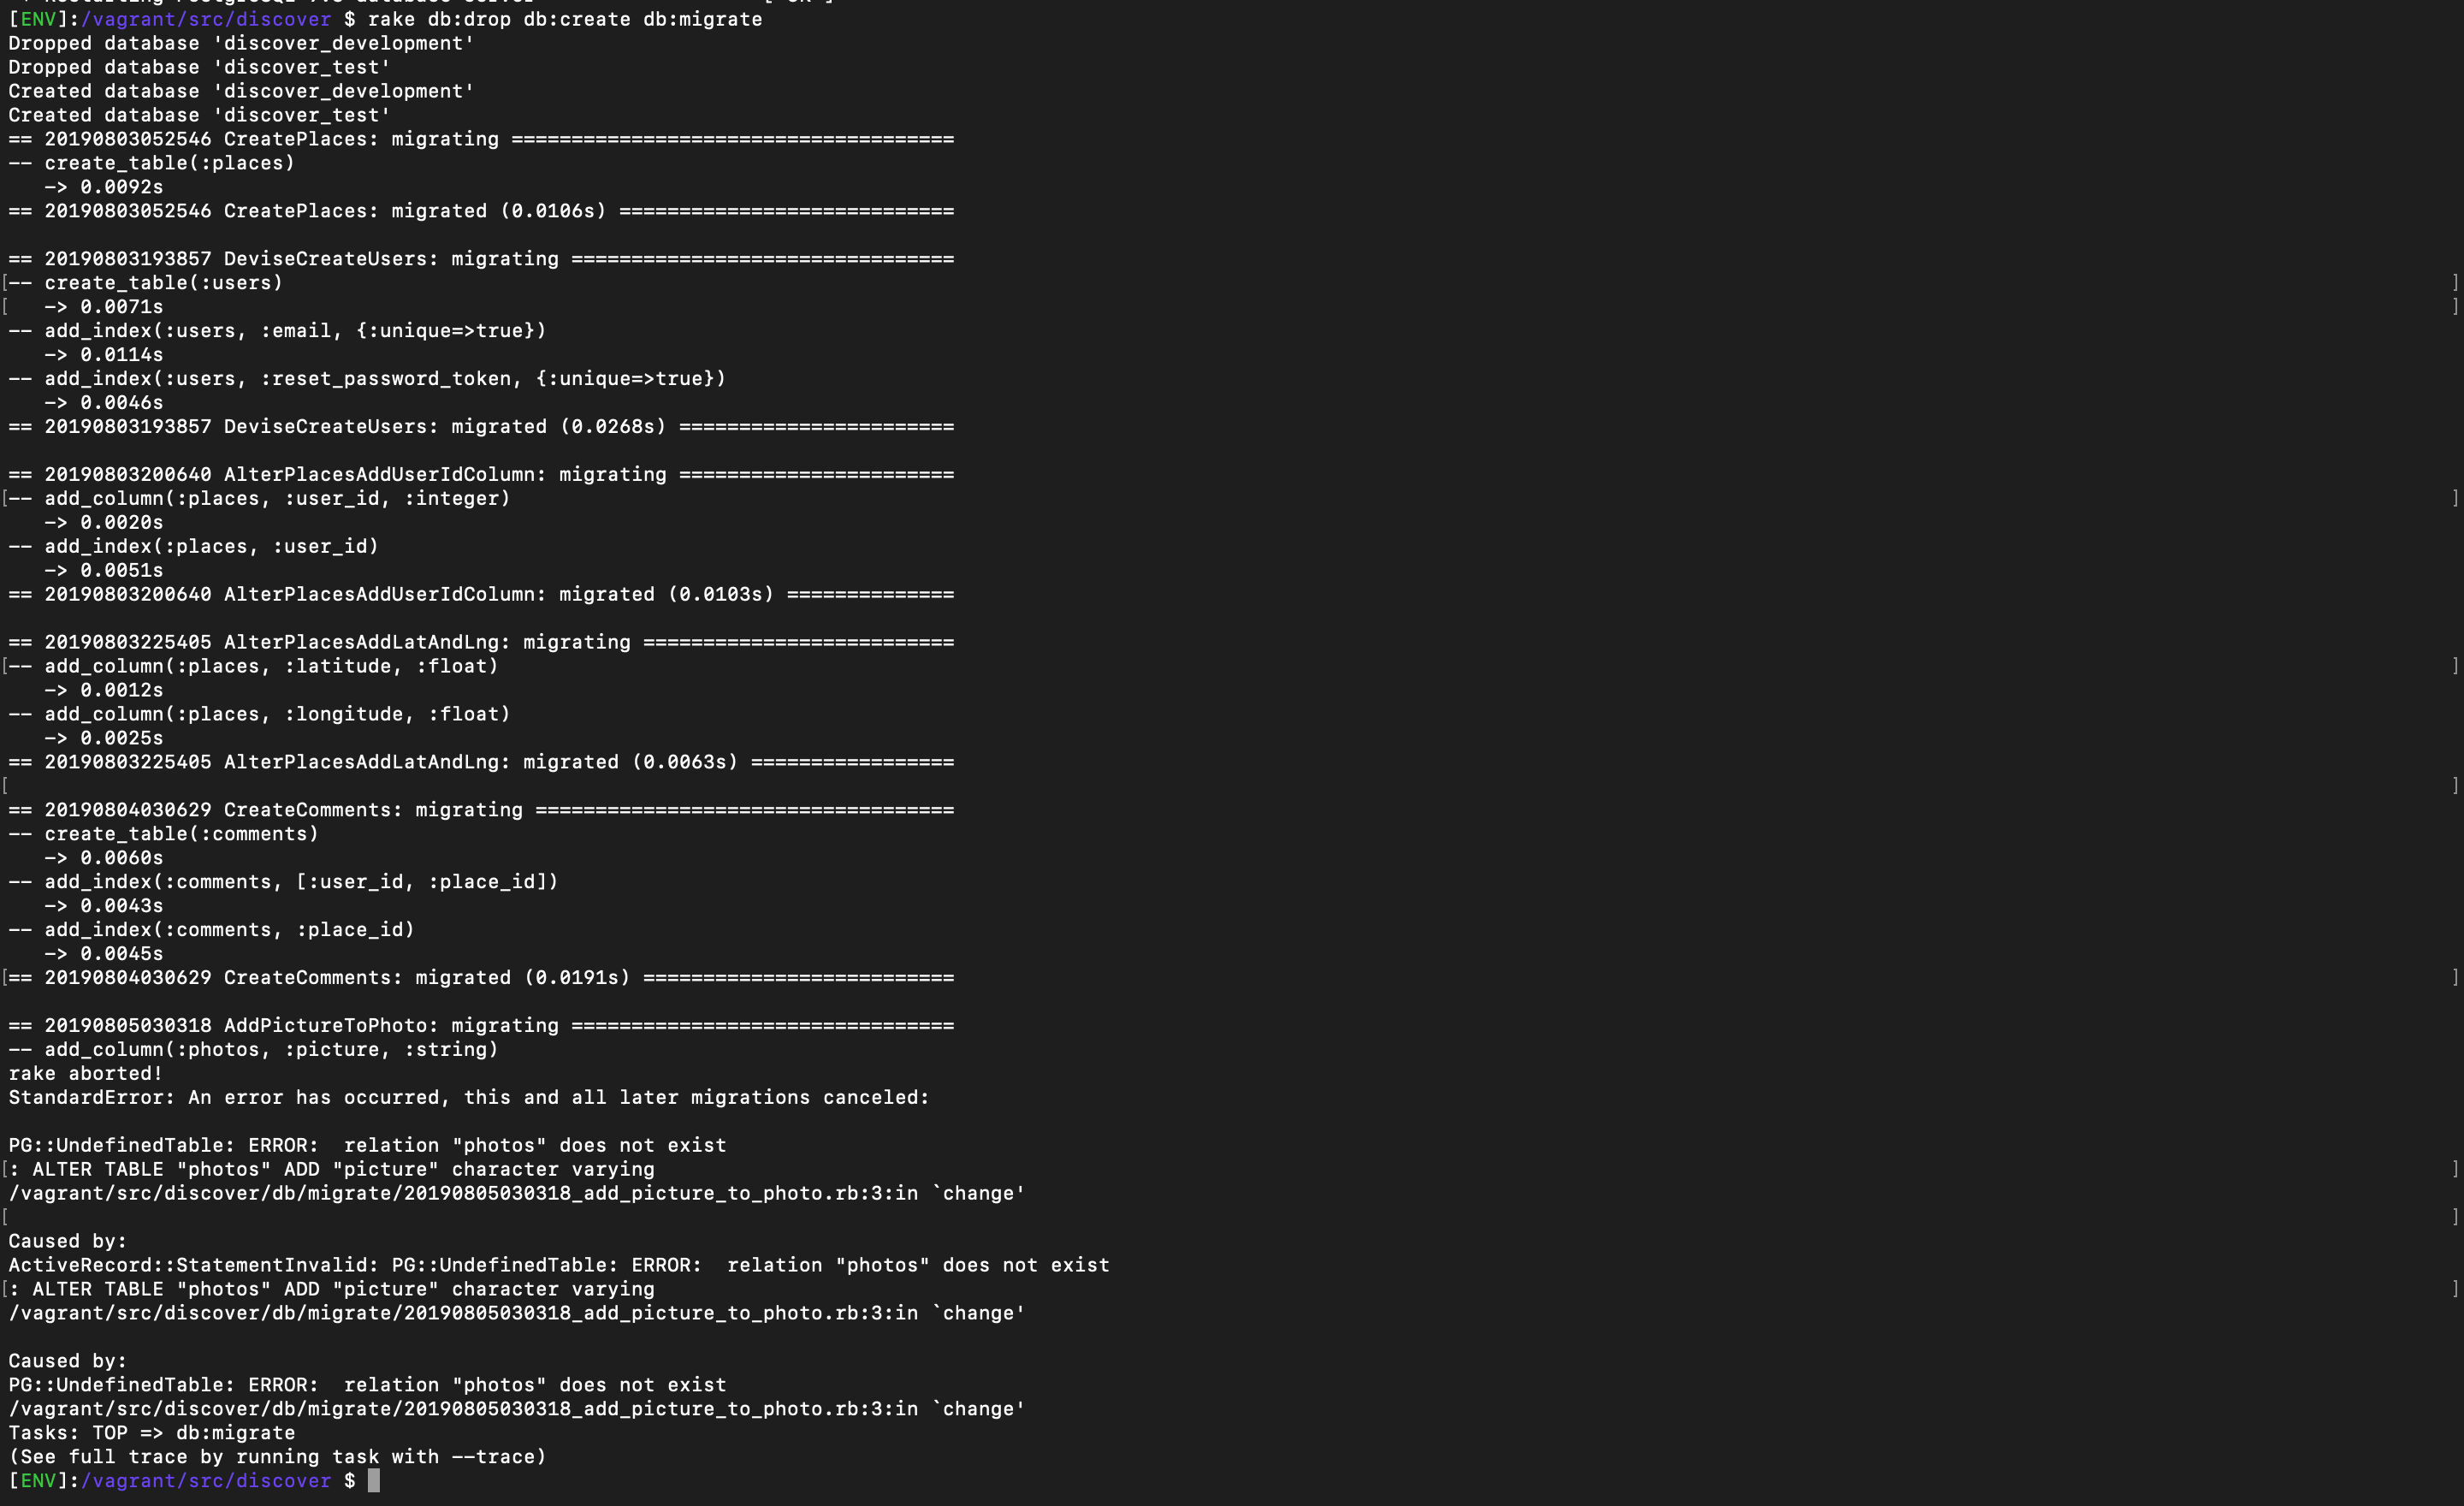 [ENV]:/vagrant/src/discover $ rake db:drop db:create db:migrate
Dropped database 'discover_development'
Dropped database 'discover_test'
Created database 'discover_development'
Created database 'discover_test'
== 20190803052546 CreatePlaces: migrating =====================================
-- create_table(:places)
   -> 0.0092s
== 20190803052546 CreatePlaces: migrated (0.0106s) ============================

== 20190803193857 DeviseCreateUsers: migrating ================================
[-- create_table(:users) ]
[   -> 0.0071s ]
-- add_index(:users, :email, {:unique=>true})
   -> 0.0114s
-- add_index(:users, :reset_password_token, {:unique=>true})
   -> 0.0046s
== 20190803193857 DeviseCreateUsers: migrated (0.0268s) =======================

== 20190803200640 AlterPlacesAddUserIdColumn: migrating =======================
[-- add_column(:places, :user_id, :integer) ]
   -> 0.0020s
-- add_index(:places, :user_id)
   -> 0.0051s
== 20190803200640 AlterPlacesAddUserIdColumn: migrated (0.0103s) ==============

== 20190803225405 AlterPlacesAddLatAndLng: migrating ==========================
[-- add_column(:places, :latitude, :float) ]
   -> 0.0012s
-- add_column(:places, :longitude, :float)
   -> 0.0025s
== 20190803225405 AlterPlacesAddLatAndLng: migrated (0.0063s) =================
[ ]
== 20190804030629 CreateComments: migrating ===================================
-- create_table(:comments)
   -> 0.0060s
-- add_index(:comments, [:user_id, :place_id])
   -> 0.0043s
-- add_index(:comments, :place_id)
   -> 0.0045s
[== 20190804030629 CreateComments: migrated (0.0191s) ========================== ]

== 20190805030318 AddPictureToPhoto: migrating ================================
-- add_column(:photos, :picture, :string)
rake aborted!
StandardError: An error has occurred, this and all later migrations canceled:

PG::UndefinedTable: ERROR:  relation "photos" does not exist
[: ALTER TABLE "photos" ADD "picture" character varying ]
/vagrant/src/discover/db/migrate/20190805030318_add_picture_to_photo.rb:3:in `change'
[ ]
Caused by:
ActiveRecord::StatementInvalid: PG::UndefinedTable: ERROR:  relation "photos" does not exist
[: ALTER TABLE "photos" ADD "picture" character varying ]
/vagrant/src/discover/db/migrate/20190805030318_add_picture_to_photo.rb:3:in `change'

Caused by:
PG::UndefinedTable: ERROR:  relation "photos" does not exist
/vagrant/src/discover/db/migrate/20190805030318_add_picture_to_photo.rb:3:in `change'
Tasks: TOP => db:migrate
(See full trace by running task with --trace)
[ENV]:/vagrant/src/discover $